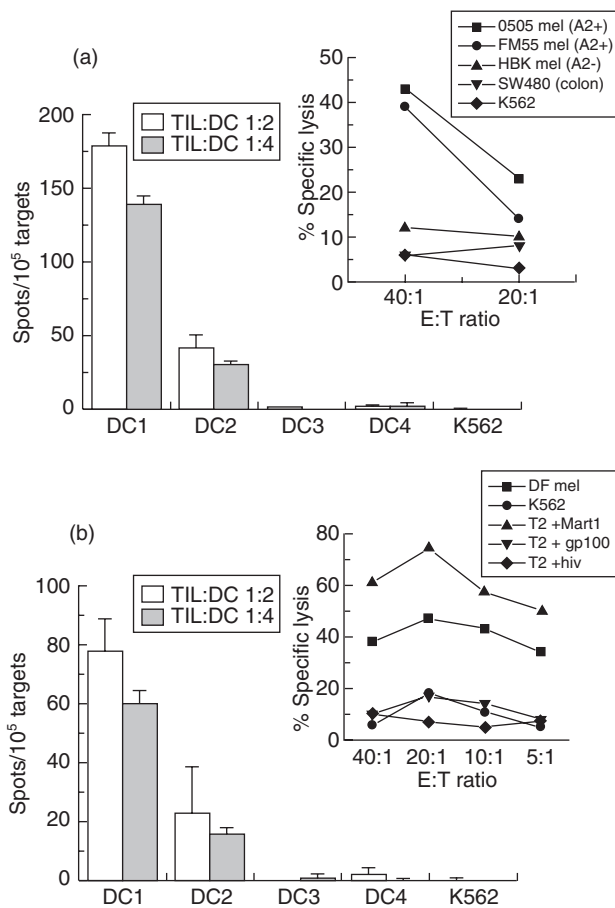 (a)
TIL:DC 1:2
TIL:DC 1:4
Spots/10⁵ targets
200
150
100
50
0
DC1 DC2 DC3 DC4 K562
0505 mel (A2+)
FM55 mel (A2+)
HBK mel (A2-)
SW480 (colon)
K562
% Specific lysis
50
40
30
20
10
0
40:1 20:1
E:T ratio
(b)
TIL:DC 1:2
TIL:DC 1:4
Spots/10⁵ targets
100
80
60
40
20
0
DC1 DC2 DC3 DC4 K562
DF mel
K562
T2 +Mart1
T2 + gp100
T2 +hiv
% Specific lysis
80
60
40
20
0
40:1 20:1 10:1 5:1
E:T ratio